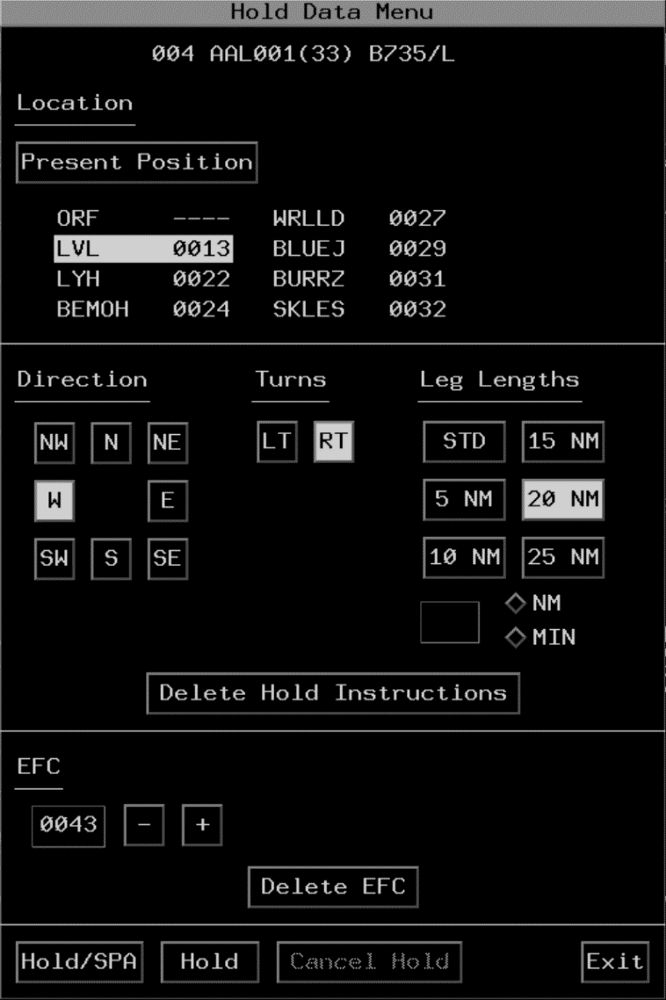 Hold Data Menu
004 AAL001(33) B735/L
Location
Present Position
ORF ---- WRLLD 0027
LVL 0013 BLUEJ 0029
LYH 0022 BURRZ 0031
BEMOH 0024 SKLES 0032
Direction Turns Leg Lengths
NW N NE LT RT STD 15 NM
W E 5 NM 20 NM
SW S SE 10 NM 25 NM
NM
MIN
Delete Hold Instructions
EFC
0043 - +
Delete EFC
Hold/SPA Hold Cancel Hold Exit